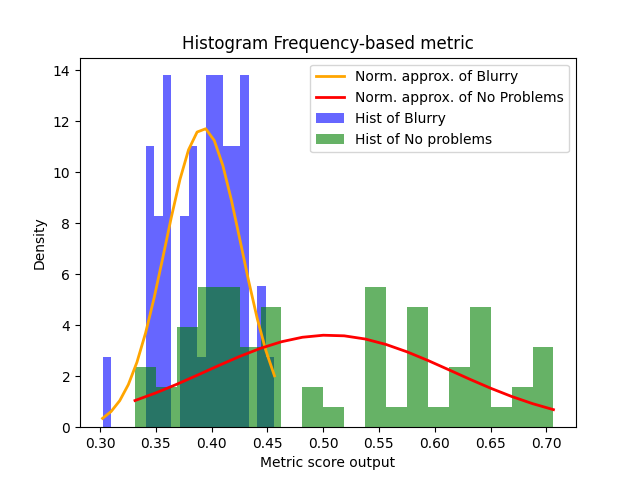 Histogram Frequency-based metric
Norm. approx. of Blurry
Norm. approx. of No Problems
Hist of Blurry
Hist of No problems
Density
14
12
10
8
6
4
2
0
0.30 0.35 0.40 0.45 0.50 0.55 0.60 0.65 0.70
Metric score output